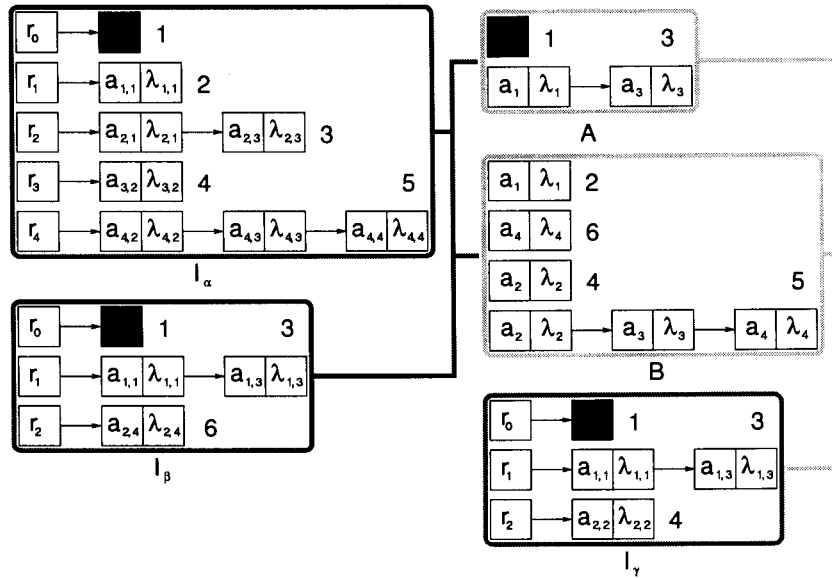 r₀ 1
r₁ a₁,₁ λ₁,₁ 2
r₂ a₂,₁ λ₂,₁ a₂,₃ λ₂,₃ 3
r₃ a₃,₂ λ₃,₂ 4 5
r₄ a₄,₂ λ₄,₂ a₄,₃ λ₄,₃ a₄,₄ λ₄,₄
I_α
r₀ 1 3
r₁ a₁,₁ λ₁,₁ a₁,₃ λ₁,₃
r₂ a₂,₄ λ₂,₄ 6
I_β
1 3
a₁ λ₁ a₃ λ₃
A
a₁ λ₁ 2
a₄ λ₄ 6
a₂ λ₂ 4 5
a₂ λ₂ a₃ λ₃ a₄ λ₄
B
r₀ 1 3
r₁ a₁,₁ λ₁,₁ a₁,₃ λ₁,₃
r₂ a₂,₂ λ₂,₂ 4
I_γ